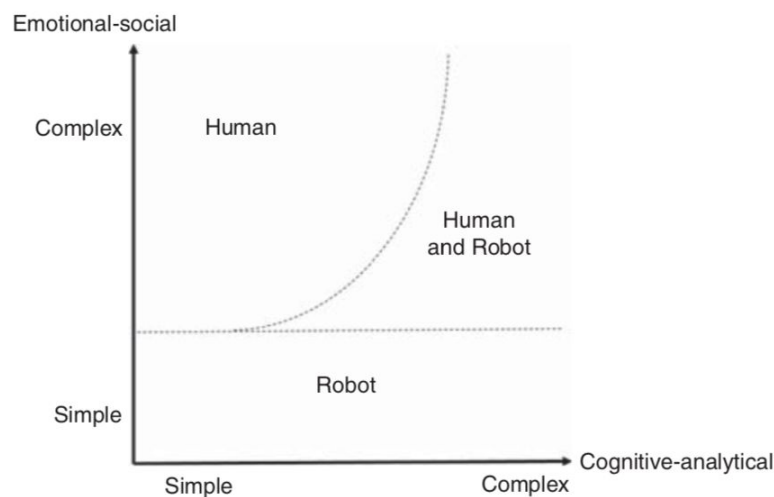 Emotional-social
Complex
Human
Human
and Robot
Robot
Simple
Cognitive-analytical
Simple
Complex